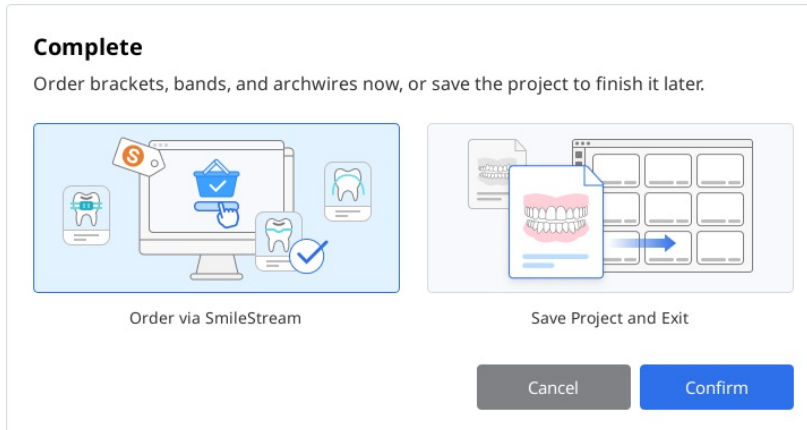 Complete
Order brackets, bands, and archwires now, or save the project to finish it later.
S
Order via SmileStream
Save Project and Exit
Cancel
Confirm